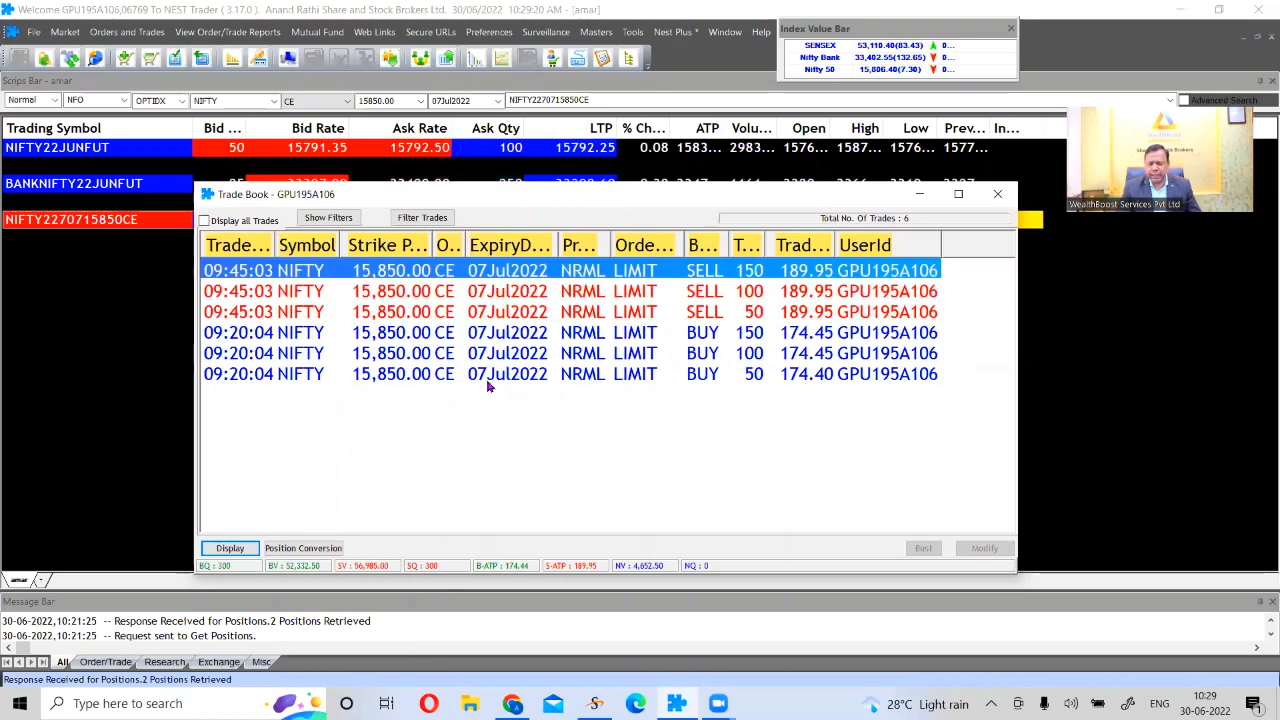 Welcome GPU195A106,06769 to NEST Trader ( 3.17.0 ). Anand Rathi Share and Stock Brokers Ltd. 30/06/2022 10:29:20 AM - [amar]
File Market Orders and Trades View Order/Trade Reports Mutual Fund Web Links Secure URLs Preferences Surveillance Masters Tools Nest Plus Window Help
Index Value Bar
SENSEX 53,110.40(83.43) 0...
Nifty Bank 33,402.55(132.65) 0...
Nifty 50 15,806.40(7.30) 0...
Scrips Bar - amar
Normal NFO OPTIDX NIFTY CE 15850.00 07Jul2022 NIFTY2270715850CE Advanced Search
Trading Symbol Bid ... Bid Rate Ask Rate Ask Qty LTP % Ch... ATP Volu... Open High Low Prev... In...
NIFTY22JUNFUT 50 15791.35 15792.50 100 15792.25 0.08 1583... 2983... 1576... 1587... 1576... 1577...
BANKNIFTY22JUNFUT
NIFTY2270715850CE
WealthBoost Services Pvt Ltd
Trade Book - GPU195A106
Display all Trades Show Filters Filter Trades Total No. Of Trades : 6
Trade... Symbol Strike P... O... ExpiryD... Pr... Orde... B... T... Trad... UserId
09:45:03 NIFTY 15,850.00 CE 07Jul2022 NRML LIMIT SELL 150 189.95 GPU195A106
09:45:03 NIFTY 15,850.00 CE 07Jul2022 NRML LIMIT SELL 100 189.95 GPU195A106
09:45:03 NIFTY 15,850.00 CE 07Jul2022 NRML LIMIT SELL 50 189.95 GPU195A106
09:20:04 NIFTY 15,850.00 CE 07Jul2022 NRML LIMIT BUY 150 174.45 GPU195A106
09:20:04 NIFTY 15,850.00 CE 07Jul2022 NRML LIMIT BUY 100 174.45 GPU195A106
09:20:04 NIFTY 15,850.00 CE 07Jul2022 NRML LIMIT BUY 50 174.40 GPU195A106
Display Position Conversion Bust Modify
BQ : 300 BV : 52,332.50 SV : 56,985.00 SQ : 300 B-ATP : 174.44 S-ATP : 189.95 NV : 4,652.50 NQ : 0
Message Bar
30-06-2022,10:21:25 -- Response Received for Positions.2 Positions Retrieved
30-06-2022,10:21:25 -- Request sent to Get Positions.
All Order/Trade Research Exchange Misc
Response Received for Positions.2 Positions Retrieved
Type here to search
28°C Light rain
ENG
10:29
30-06-2022